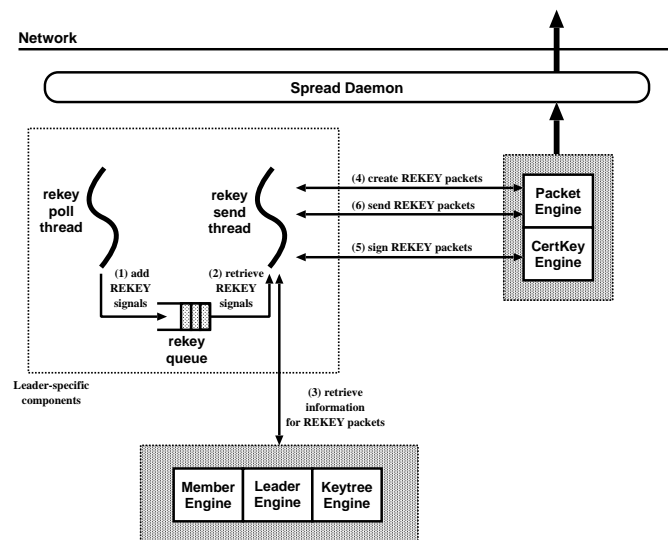 Network
Spread Daemon
rekey
poll
thread
rekey
send
thread
(4) create REKEY packets
(6) send REKEY packets
(5) sign REKEY packets
Packet
Engine
CertKey
Engine
(1) add
REKEY
signals
(2) retrieve
REKEY
signals
rekey
queue
Leader-specific
components
(3) retrieve
information
for REKEY packets
Member
Engine
Leader
Engine
Keytree
Engine